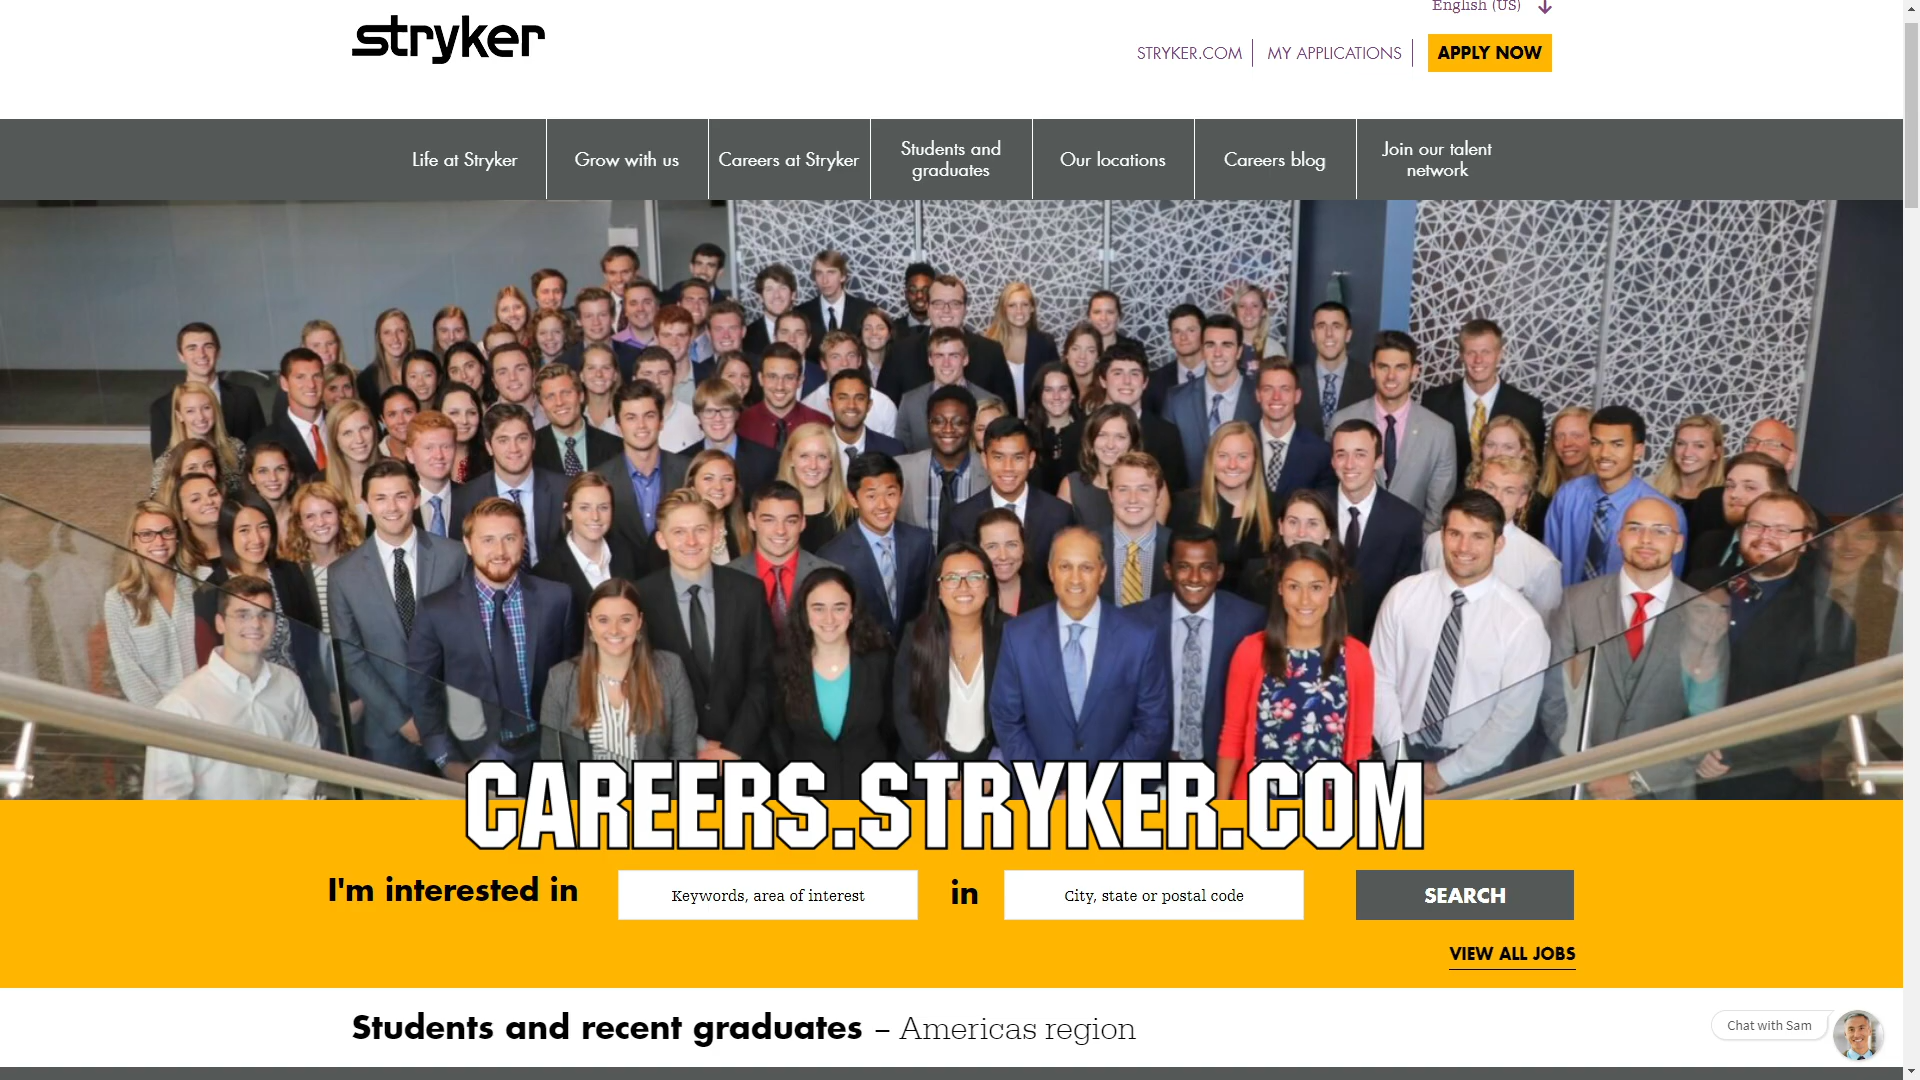 English (US)
stryker
STRYKER.COM
MY APPLICATIONS
APPLY NOW
Life at Stryker
Grow with us
Careers at Stryker
Students and
graduates
Our locations
Careers blog
Join our talent
network
CAREERS.STRYKER.COM
I'm interested in
Keywords, area of interest
in
City, state or postal code
SEARCH
VIEW ALL JOBS
Students and recent graduates – Americas region
Chat with Sam